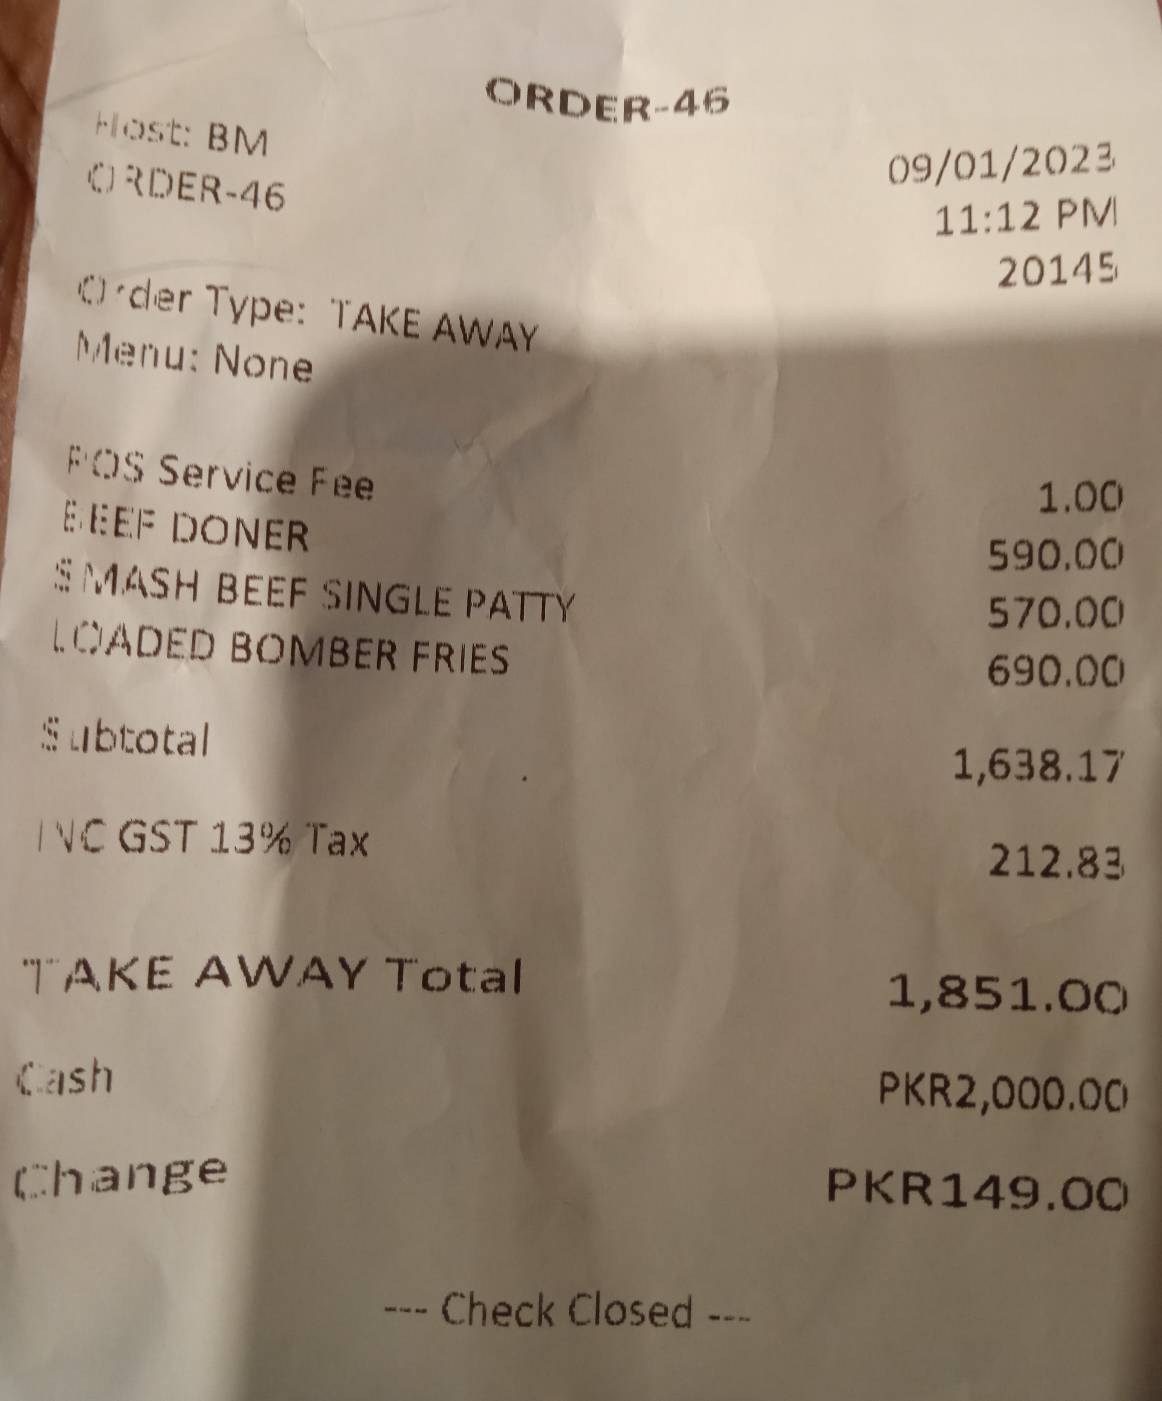 ORDER-46
Host: BM
09/01/2023
ORDER-46
11:12 PM
20145
Order Type: TAKE AWAY
Menu: None
POS Service Fee 1.00
BEEF DONER 590.00
SMASH BEEF SINGLE PATTY 570.00
LOADED BOMBER FRIES 690.00
Subtotal 1,638.17
INC GST 13% Tax 212.83
TAKE AWAY Total 1,851.00
Cash PKR2,000.00
Change PKR149.00
--- Check Closed ---